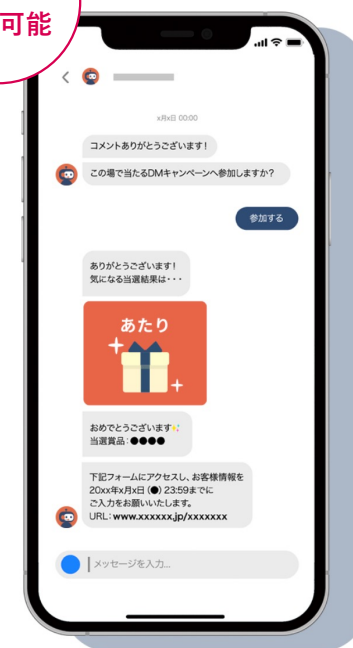 可能
x月x日 00:00
コメントありがとうございます！
この場で当たるDMキャンペーンへ参加しますか？
参加する
ありがとうございます！
気になる当選結果は・・・
あたり
おめでとうございます
当選賞品：●●●●
下記フォームにアクセスし、お客様情報を
20xx年x月x日（●）23:59までに
ご入力をお願いいたします。
URL：www.xxxxxx.jp/xxxxxxx
メッセージを入力...